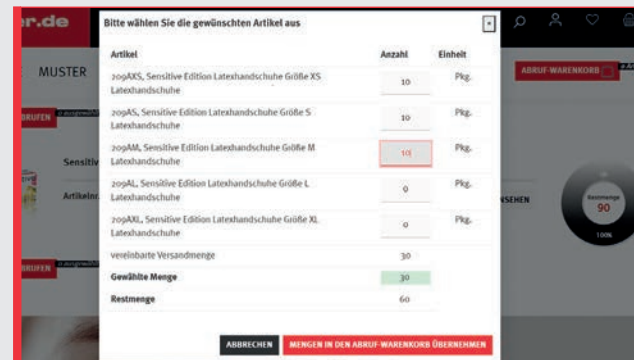 er.de
Bitte wählen Sie die gewünschten Artikel aus
Artikel Anzahl Einheit
MUSTER
ABRUF-WARENKORB
209AXS, Sensitive Edition Latexhandschuhe Größe XS
Latexhandschuhe
10 Pkg.
RUFEN
209AS, Sensitive Edition Latexhandschuhe Größe S
Latexhandschuhe
10 Pkg.
209AM, Sensitive Edition Latexhandschuhe Größe M
Latexhandschuhe
10 Pkg.
Sensitiv
209AL, Sensitive Edition Latexhandschuhe Größe L
Latexhandschuhe
0 Pkg.
Artikelnr.
NSEHEN
Restmenge
90
100%
209AXL, Sensitive Edition Latexhandschuhe Größe XL
Latexhandschuhe
0 Pkg.
vereinbarte Versandmenge 30
Gewählte Menge 30
Restmenge 60
RUFEN
ABBRECHEN
MENGEN IN DEN ABRUF-WARENKORB ÜBERNEHMEN